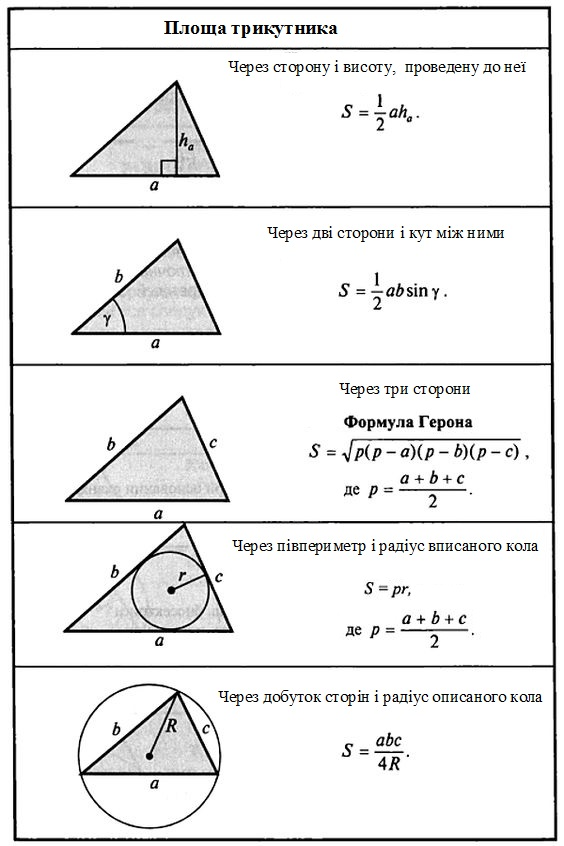 Площа трикутника
Через сторону і висоту, проведену до неї
S = 1/2 ah_a .
h_a
a
Через дві сторони і кут між ними
S = 1/2 ab sin γ .
b
γ
a
Через три сторони
Формула Герона
S = √(p(p − a)(p − b)(p − c)) ,
де p = (a + b + c)/2 .
b
c
a
Через півпериметр і радіус вписаного кола
S = pr,
де p = (a + b + c)/2 .
b
r
c
a
Через добуток сторін і радіус описаного кола
S = abc/4R .
b
R
c
a